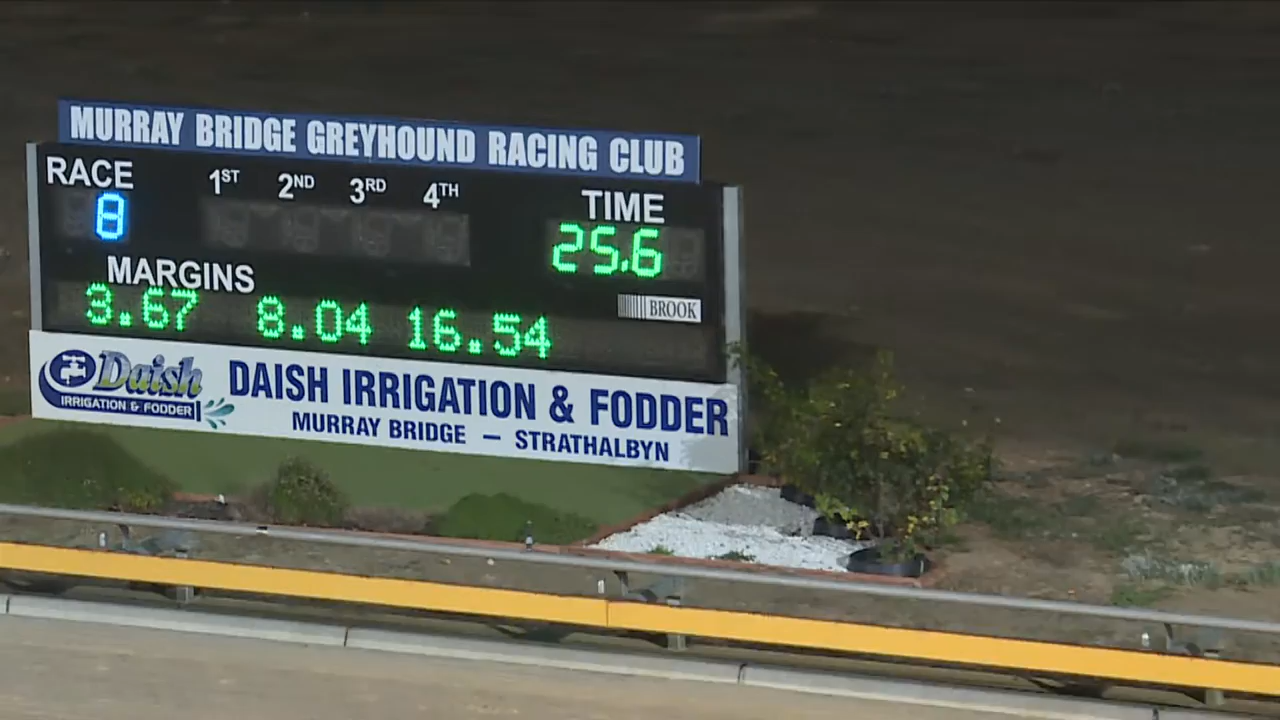 MURRAY BRIDGE GREYHOUND RACING CLUB
RACE 1ST 2ND 3RD 4TH TIME
8 25.6
MARGINS
3.67 8.04 16.54
BROOK
Daish
IRRIGATION & FODDER
DAISH IRRIGATION & FODDER
MURRAY BRIDGE – STRATHALBYN